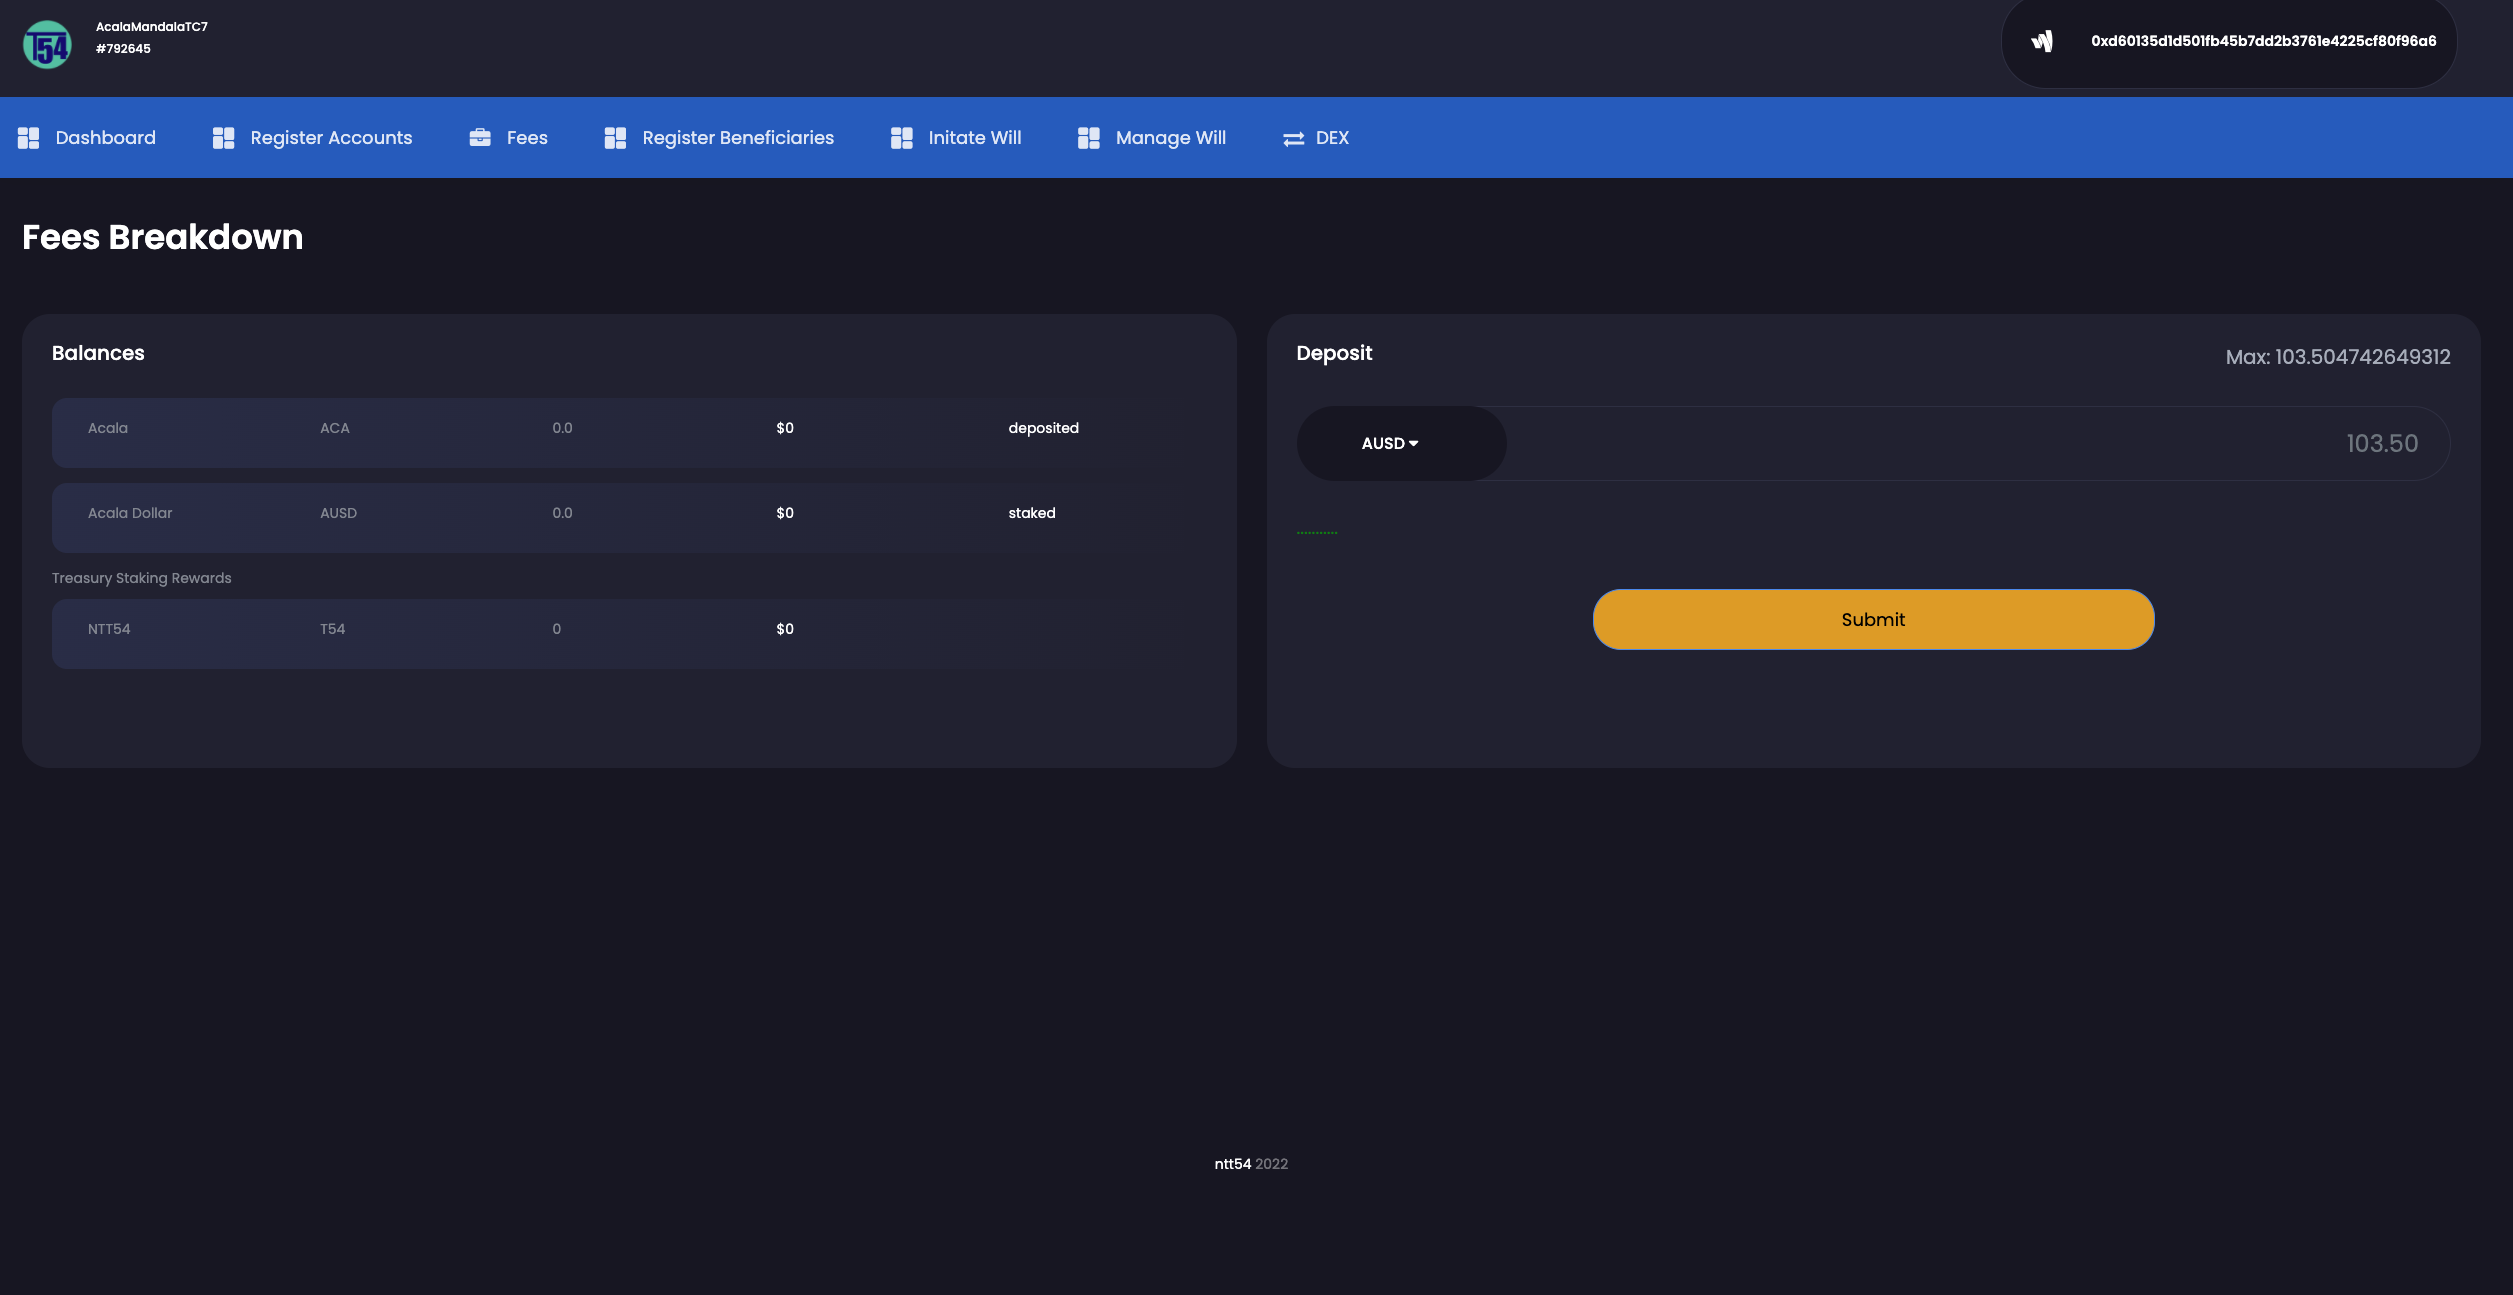 T54
AcalaMandalaTC7
#792645
0xd60135d1d501fb45b7dd2b3761e4225cf80f96a6
Dashboard
Register Accounts
Fees
Register Beneficiaries
Initate Will
Manage Will
DEX
Fees Breakdown
Balances
Acala ACA 0.0 $0 deposited
Acala Dollar AUSD 0.0 $0 staked
Treasury Staking Rewards
NTT54 T54 0 $0
Deposit
Max: 103.504742649312
AUSD
103.50
...........
Submit
ntt54 2022